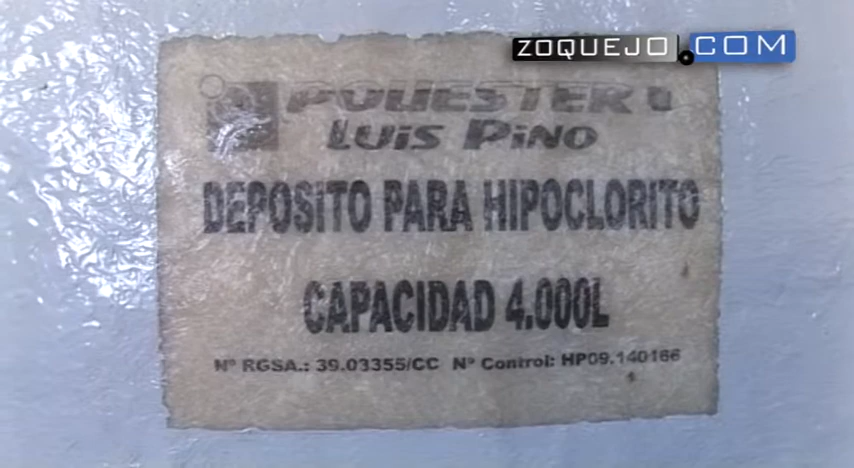 ZOQUEJO.COM
LUIS PINO
DEPOSITO PARA HIPOCLORITO
CAPACIDAD 4.000L
Nº RGSA.: 39.03355/CC Nº Control: HP09.140166